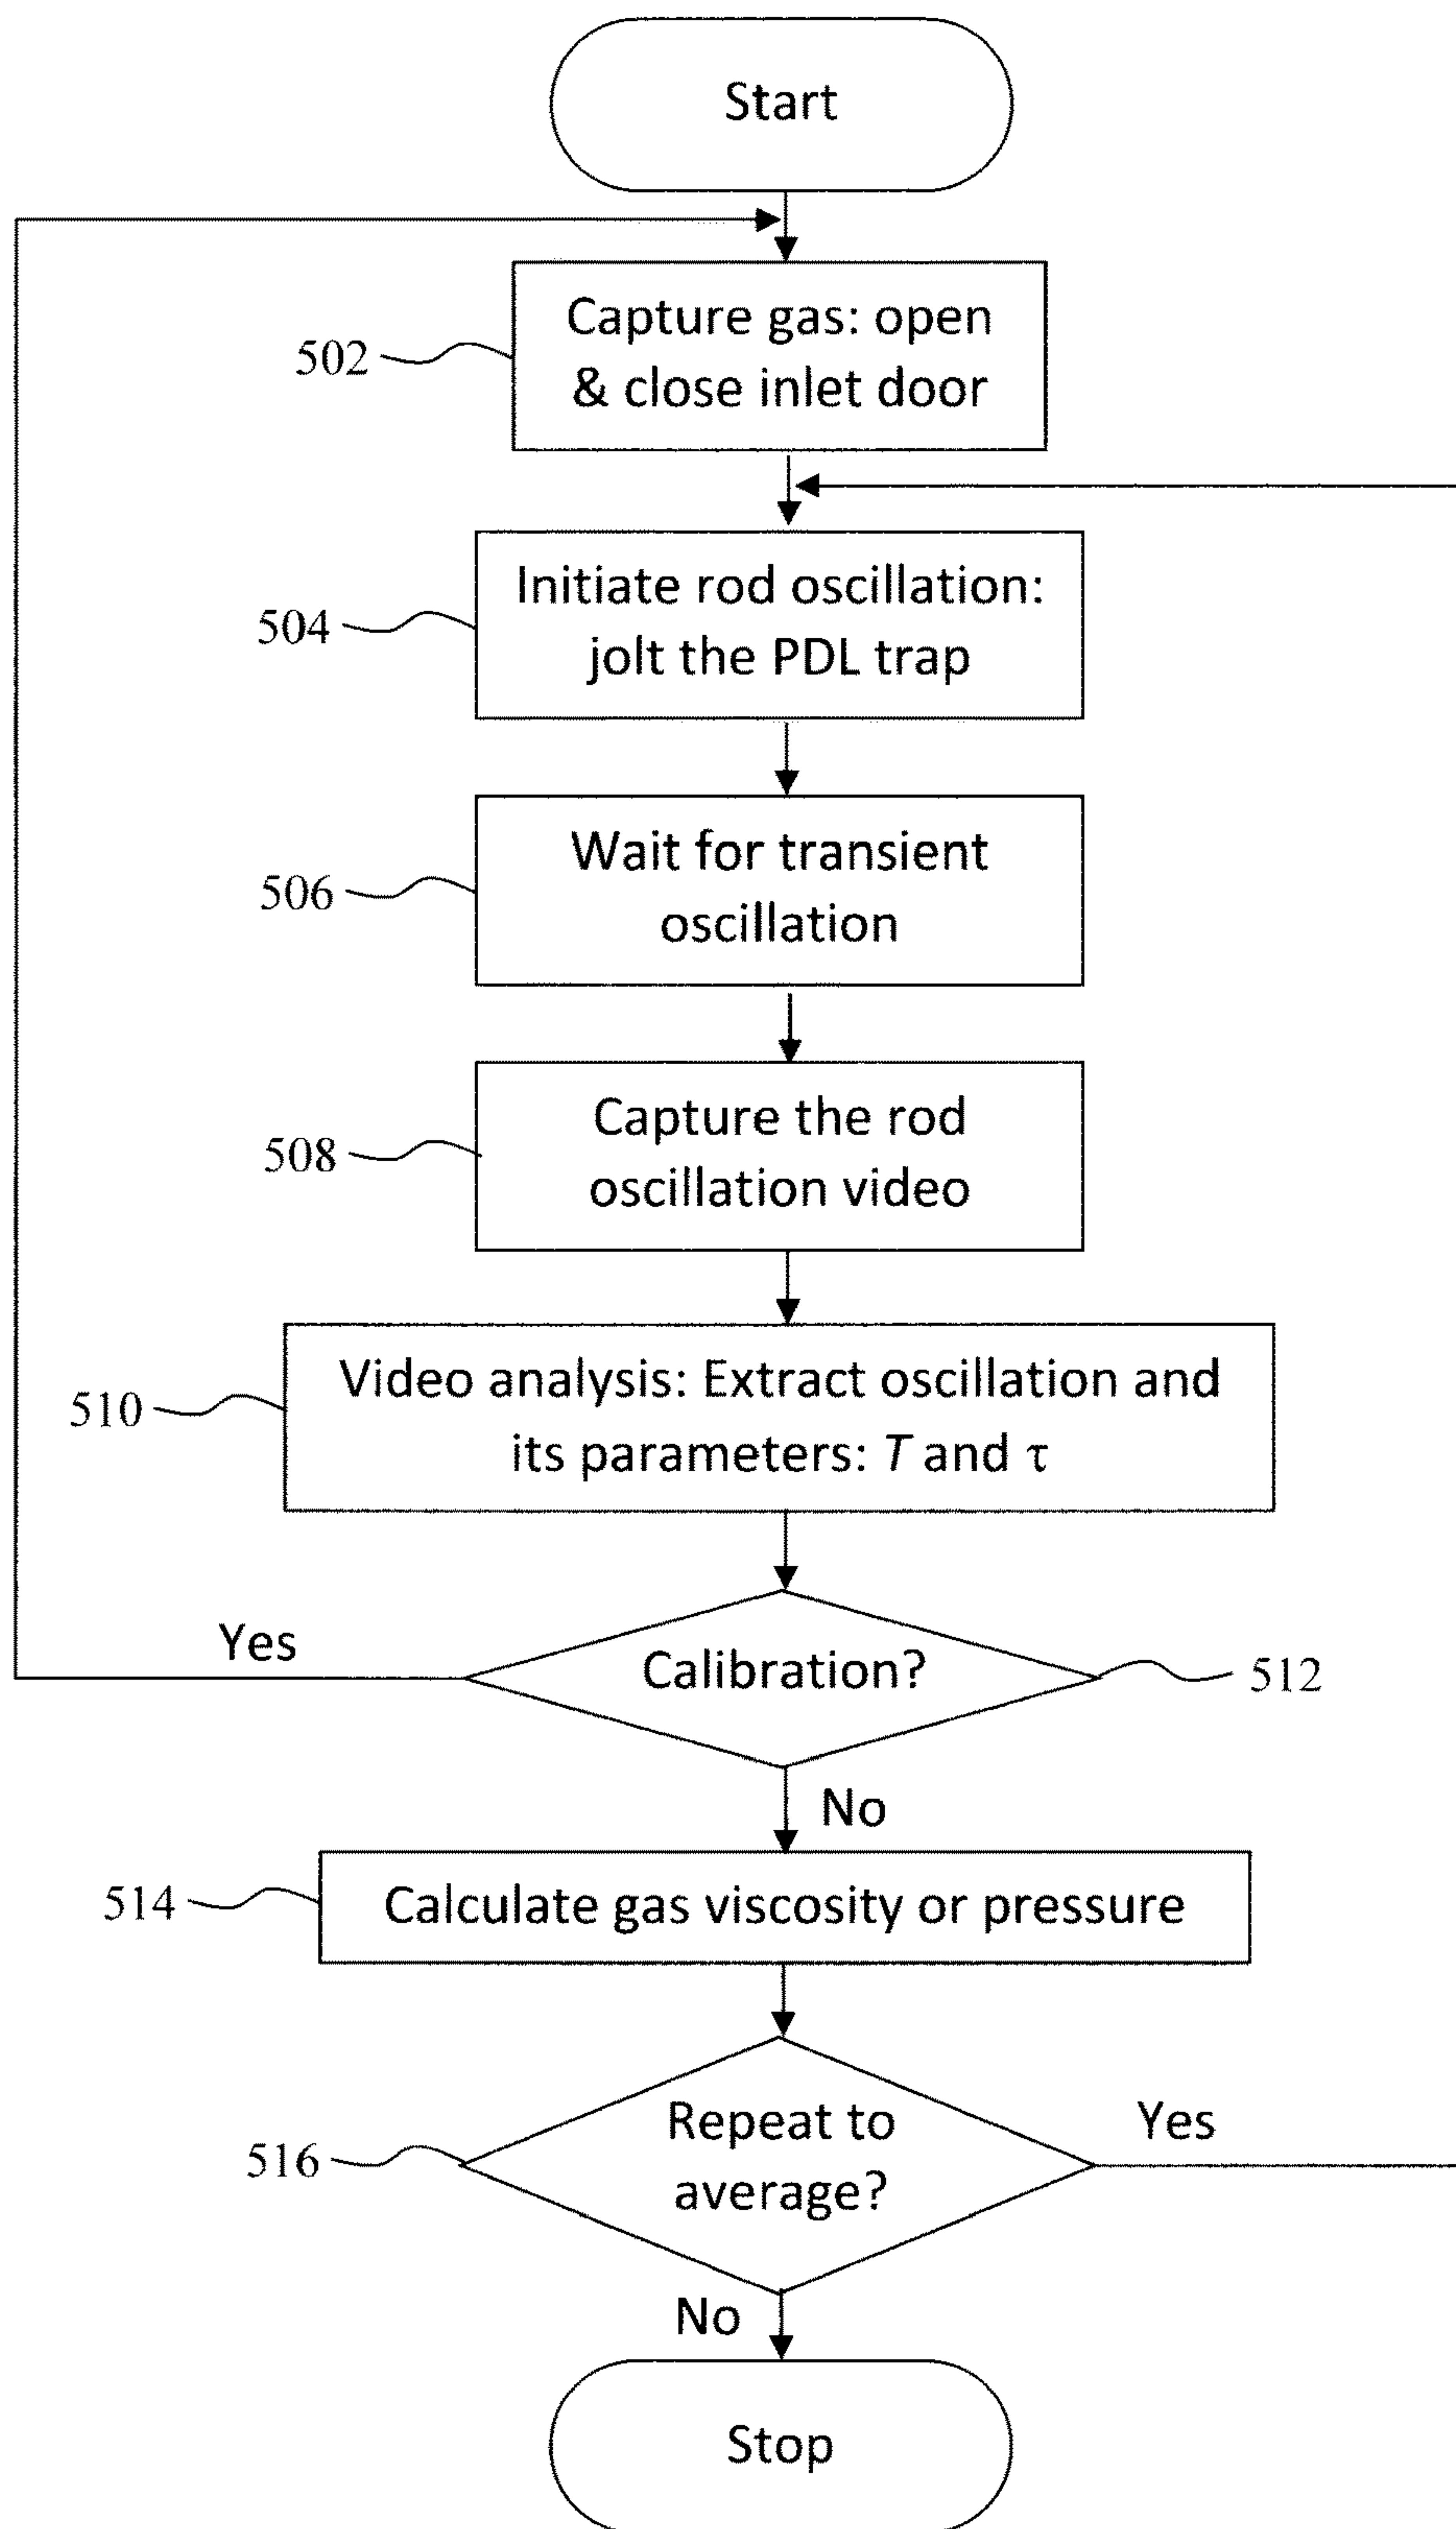 Start
Capture gas: open
& close inlet door
502
Initiate rod oscillation:
jolt the PDL trap
504
Wait for transient
oscillation
506
Capture the rod
oscillation video
508
Video analysis: Extract oscillation and
its parameters: T and τ
510
Yes
Calibration?
512
No
Calculate gas viscosity or pressure
514
Repeat to
average?
Yes
516
No
Stop